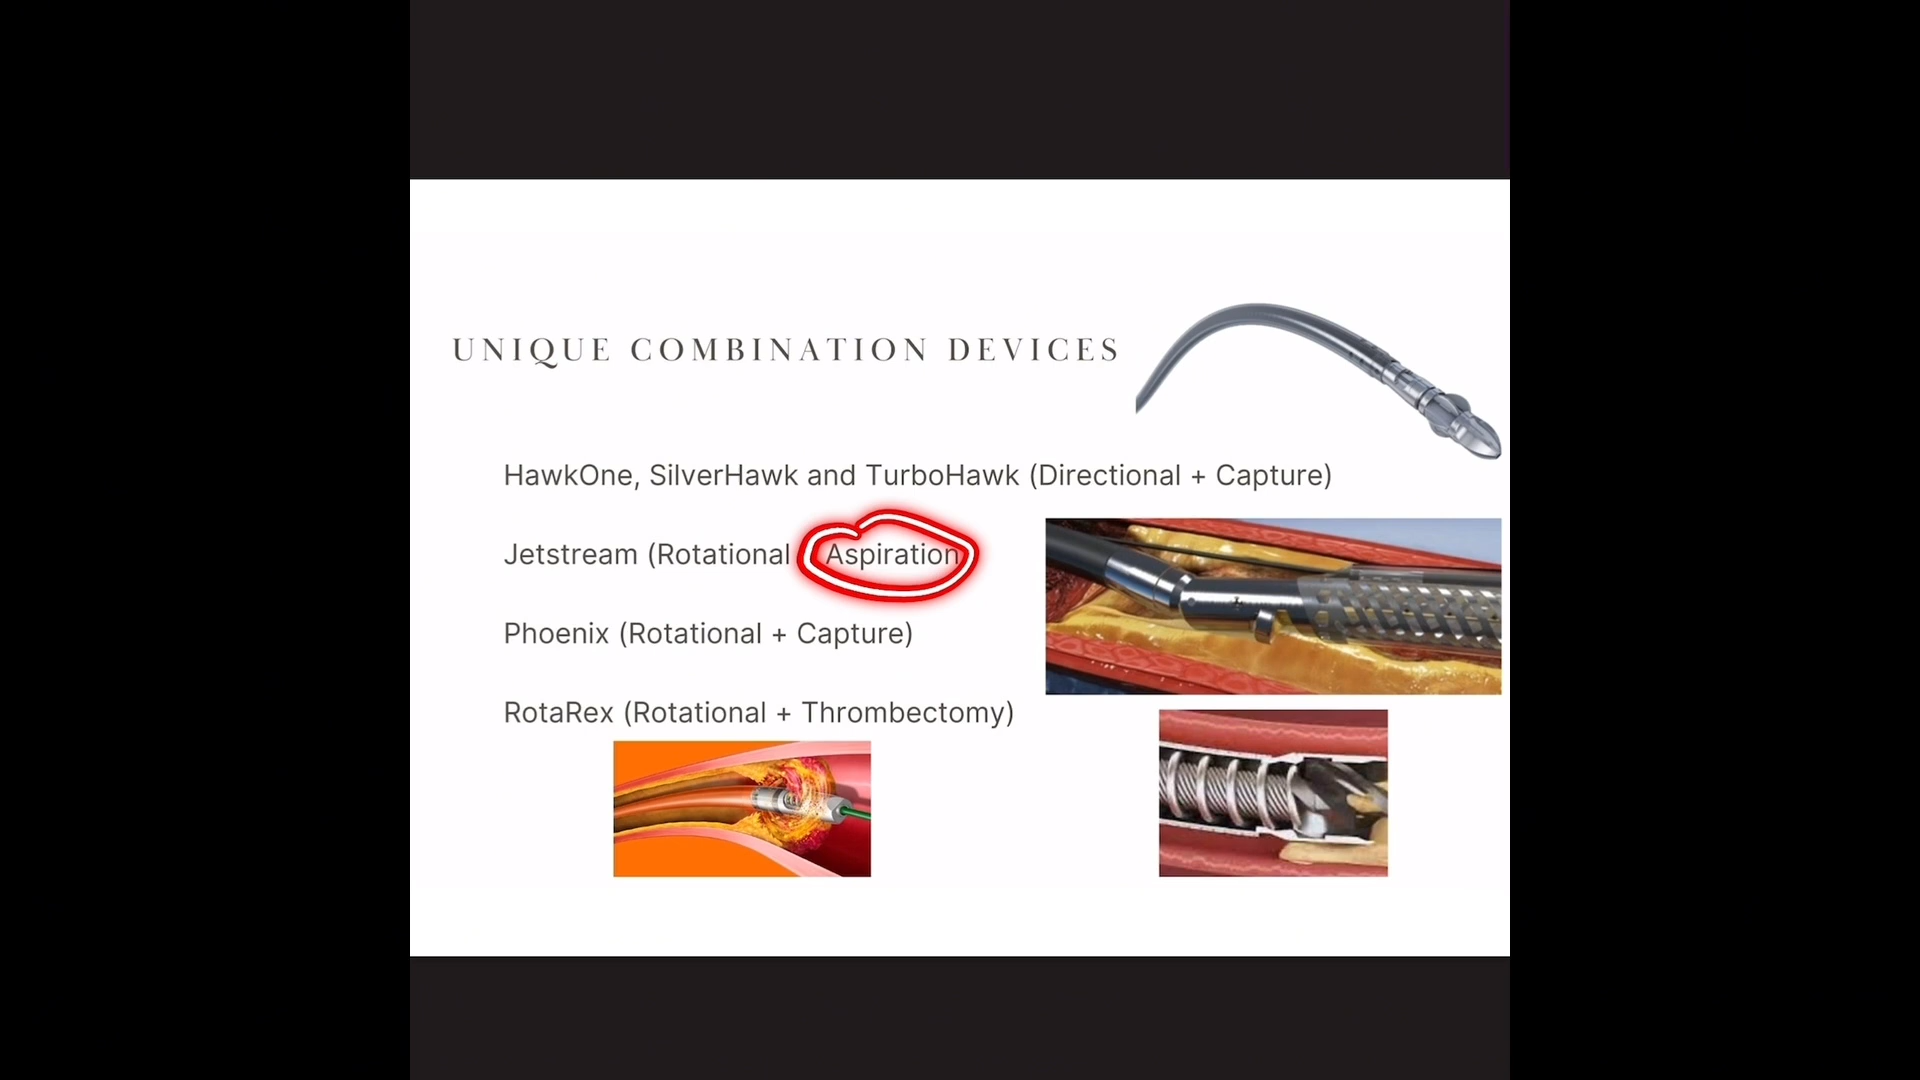 UNIQUE COMBINATION DEVICES
HawkOne, SilverHawk and TurboHawk (Directional + Capture)
Jetstream (Rotational Aspiration
Phoenix (Rotational + Capture)
RotaRex (Rotational + Thrombectomy)